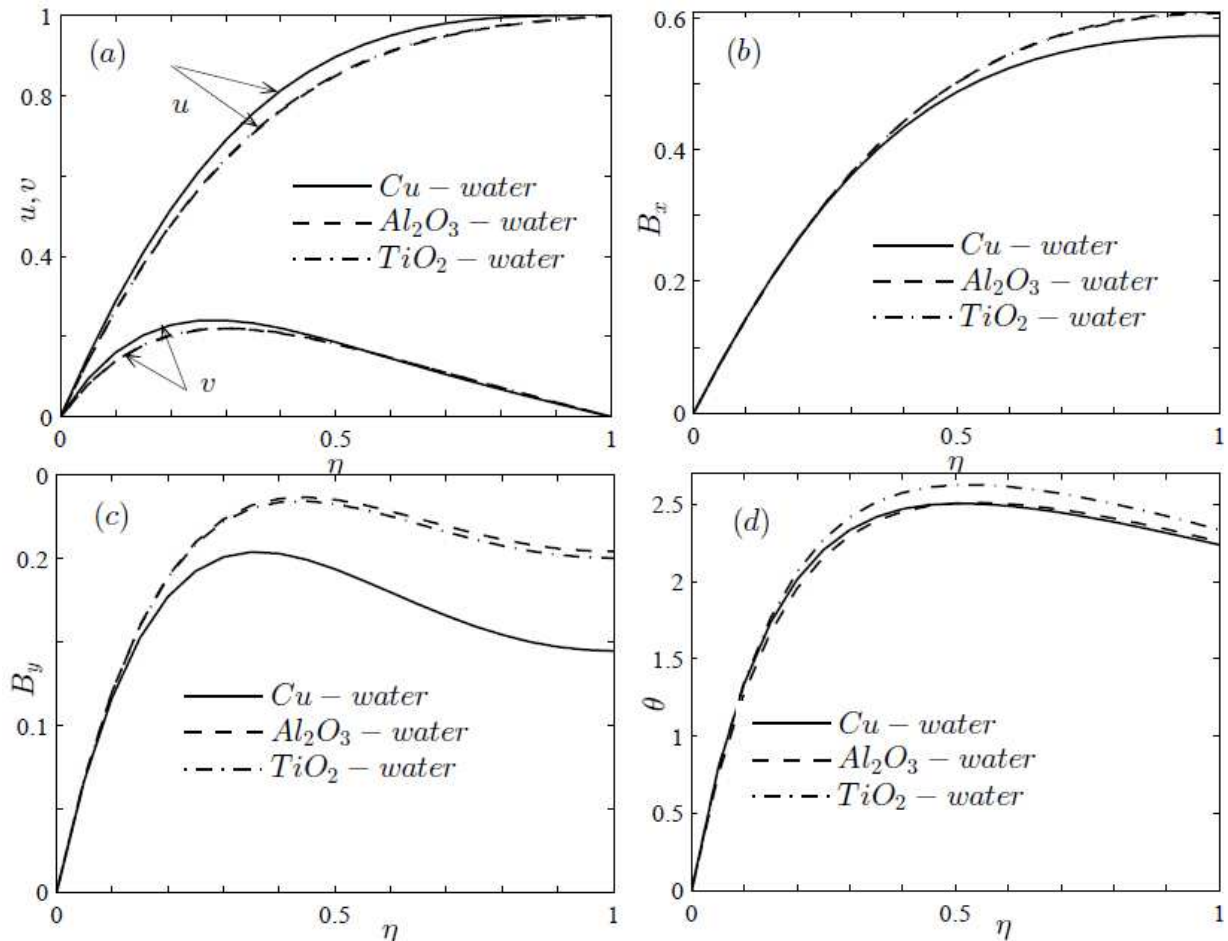 (a)
1
0.8
0.4
0
u
v
u, v
Cu − water
Al₂O₃ − water
TiO₂ − water
0
0.5
1
η
(b)
0.6
0.4
0.2
0
Bₓ
Cu − water
Al₂O₃ − water
TiO₂ − water
0
0.5
1
η
(c)
0
0.2
0.1
0
B_y
Cu − water
Al₂O₃ − water
TiO₂ − water
0
0.5
1
η
(d)
2.5
2
1.5
1
0.5
0
θ
Cu − water
Al₂O₃ − water
TiO₂ − water
0
0.5
1
η